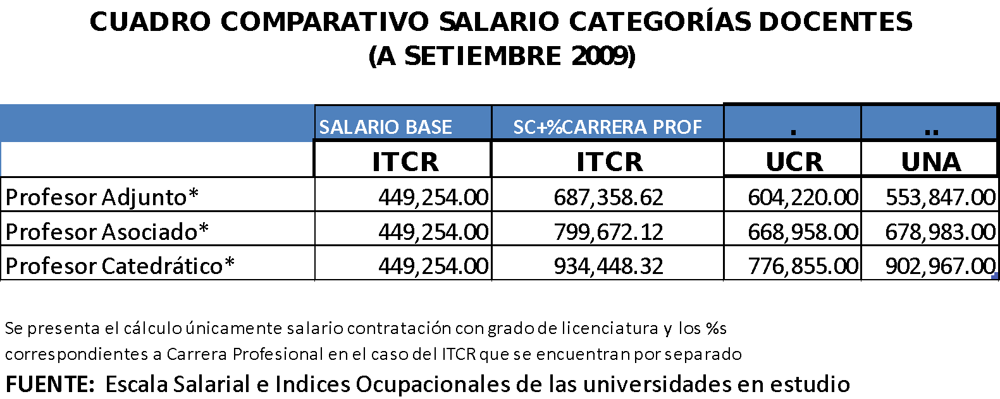 CUADRO COMPARATIVO SALARIO CATEGORÍAS DOCENTES
(A SETIEMBRE 2009)
SALARIO BASE SC+%CARRERA PROF . ..
ITCR ITCR UCR UNA
Profesor Adjunto* 449,254.00 687,358.62 604,220.00 553,847.00
Profesor Asociado* 449,254.00 799,672.12 668,958.00 678,983.00
Profesor Catedrático* 449,254.00 934,448.32 776,855.00 902,967.00
Se presenta el cálculo únicamente salario contratación con grado de licenciatura y los %s
correspondientes a Carrera Profesional en el caso del ITCR que se encuentran por separado
FUENTE: Escala Salarial e Indices Ocupacionales de las universidades en estudio